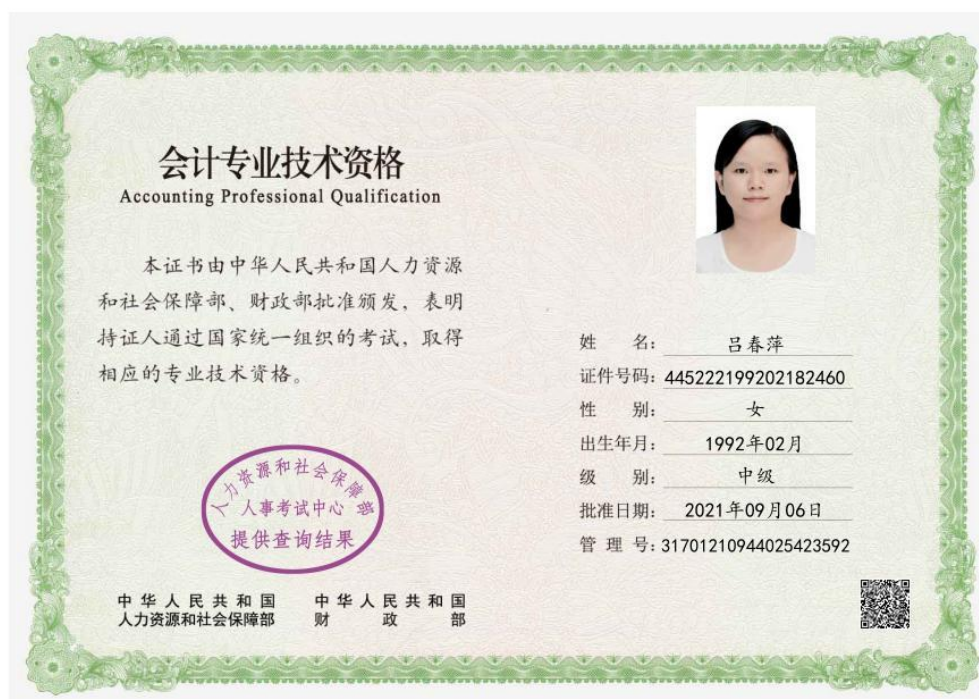 会计专业技术资格
Accounting Professional Qualification
本证书由中华人民共和国人力资源
和社会保障部、财政部批准颁发，表明
持证人通过国家统一组织的考试，取得
相应的专业技术资格。
人力资源和社会保障部
人事考试中心
提供查询结果
中华人民共和国
人力资源和社会保障部
中华人民共和国
财政部
姓 名： 吕春萍
证件号码： 445222199202182460
性 别： 女
出生年月： 1992年02月
级 别： 中级
批准日期： 2021年09月06日
管 理 号： 31701210944025423592